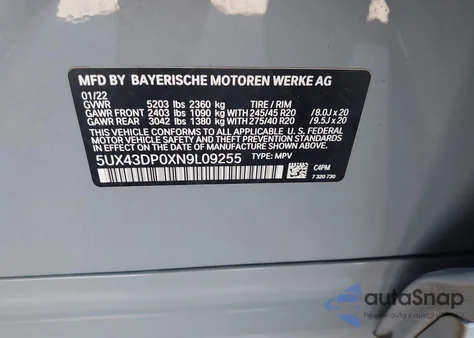 MFD BY BAYERISCHE MOTOREN WERKE AG
01/22
GVWR 5203 lbs 2360 kg TIRE / RIM
GAWR FRONT 2403 lbs 1090 kg WITH 245/45 R20 / 8.0J x 20
GAWR REAR 3042 lbs 1380 kg WITH 275/40 R20 / 9.5J x 20
THIS VEHICLE CONFORMS TO ALL APPLICABLE FEDERAL MOTOR VEHICLE SAFETY, BUMPER AND THEFT PREVENTION STANDARDS IN EFFECT ON THE DATE OF MANUFACTURE SHOWN ABOVE.
5UX43DP0XN9L09255 TYPE: MPV
C4PM
7 320 730
autoSnap